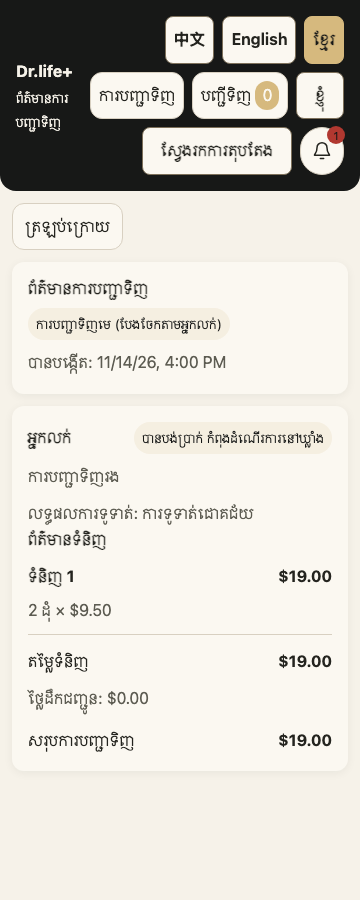 中文 English ខ្មែរ
Dr.life+
ព័ត៌មានការបញ្ជាទិញ
ការបញ្ជាទិញ បញ្ជីទិញ 0 ខ្ញុំ
ស្វែងរកការតុបតែង 1
ត្រឡប់ក្រោយ
ព័ត៌មានការបញ្ជាទិញ
ការបញ្ជាទិញមេ (បែងចែកតាមអ្នកលក់)
បានបង្កើត: 11/14/26, 4:00 PM
អ្នកលក់ បានបង់ប្រាក់ កំពុងដំណើរការនៅឃ្លាំង
ការបញ្ជាទិញរង
លទ្ធផលការទូទាត់: ការទូទាត់ជោគជ័យ
ព័ត៌មានទំនិញ
ទំនិញ 1 $19.00
2 ដុំ × $9.50
តម្លៃទំនិញ $19.00
ថ្លៃដឹកជញ្ជូន: $0.00
សរុបការបញ្ជាទិញ $19.00